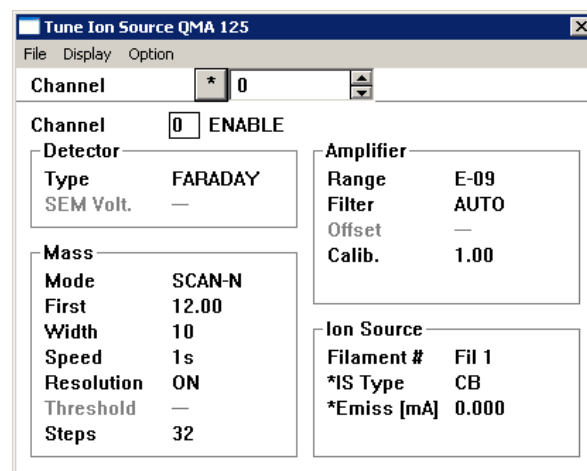 Tune Ion Source QMA 125
File Display Option
Channel * 0
Channel 0 ENABLE
Detector
Type FARADAY
SEM Volt. —
Mass
Mode SCAN-N
First 12.00
Width 10
Speed 1s
Resolution ON
Threshold —
Steps 32
Amplifier
Range E-09
Filter AUTO
Offset —
Calib. 1.00
Ion Source
Filament # Fil 1
*IS Type CB
*Emiss [mA] 0.000